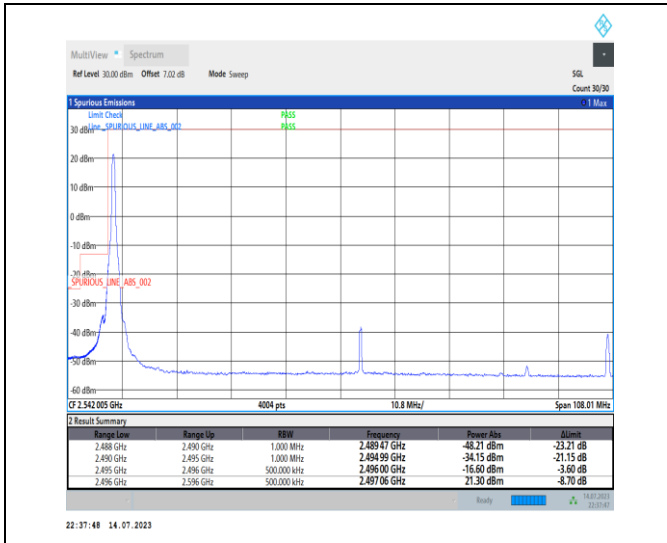 MultiView Spectrum
Ref Level 30.00 dBm Offset 7.02 dB Mode Sweep SGL
Count 30/30
1 Spurious Emissions 1 Max
Limit Check PASS
Line _SPURIOUS_LINE_ABS_002 PASS
30 dBm
20 dBm
10 dBm
0 dBm
-10 dBm
-20 dBm
_SPURIOUS_LINE_ABS_002
-30 dBm
-40 dBm
-50 dBm
-60 dBm
CF 2.542 005 GHz 4004 pts 10.8 MHz/ Span 108.01 MHz
2 Result Summary
Range Low Range Up RBW Frequency Power Abs ΔLimit
2.488 GHz 2.490 GHz 1.000 MHz 2.489 47 GHz -48.21 dBm -23.21 dB
2.490 GHz 2.495 GHz 1.000 MHz 2.494 99 GHz -34.15 dBm -21.15 dB
2.495 GHz 2.496 GHz 500.000 kHz 2.496 00 GHz -16.60 dBm -3.60 dB
2.496 GHz 2.596 GHz 500.000 kHz 2.497 06 GHz 21.30 dBm -8.70 dB
Ready 14.07.2023
22:37:47
22:37:48 14.07.2023